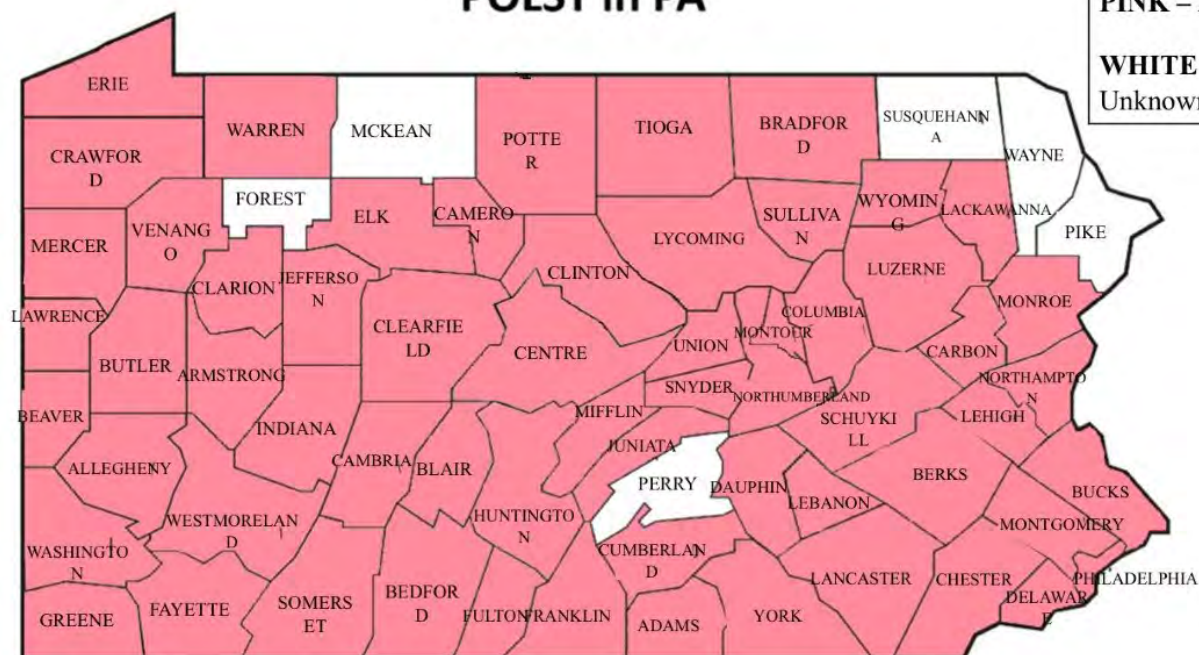 POLST in PA
PINK –
WHITE
Unknown
ERIE
WARREN
MCKEAN
POTTE
R
TIOGA
BRADFOR
D
SUSQUEHANN
A
WAYNE
CRAWFOR
D
FOREST
ELK
CAMERO
N
SULLIVA
N
WYOMIN
G
LACKAWANNA
PIKE
MERCER
VENANG
O
CLARION
JEFFERSO
N
LYCOMING
CLINTON
LUZERNE
MONROE
LAWRENCE
BUTLER
ARMSTRONG
CLEARFIE
LD
CENTRE
UNION
MONTOUR
COLUMBIA
CARBON
NORTHAMPTO
N
BEAVER
INDIANA
SNYDER
NORTHUMBERLAND
SCHUYKI
LL
LEHIGH
MIFFLIN
JUNIATA
ALLEGHENY
CAMBRIA
BLAIR
PERRY
DAUPHIN
LEBANON
BERKS
BUCKS
WESTMORELAN
D
HUNTINGTO
N
MONTGOMERY
WASHINGTO
N
CUMBERLAN
D
LANCASTER
CHESTER
PHILADELPHIA
DELAWAR
E
GREENE
FAYETTE
SOMERS
ET
BEDFOR
D
FULTON
FRANKLIN
ADAMS
YORK